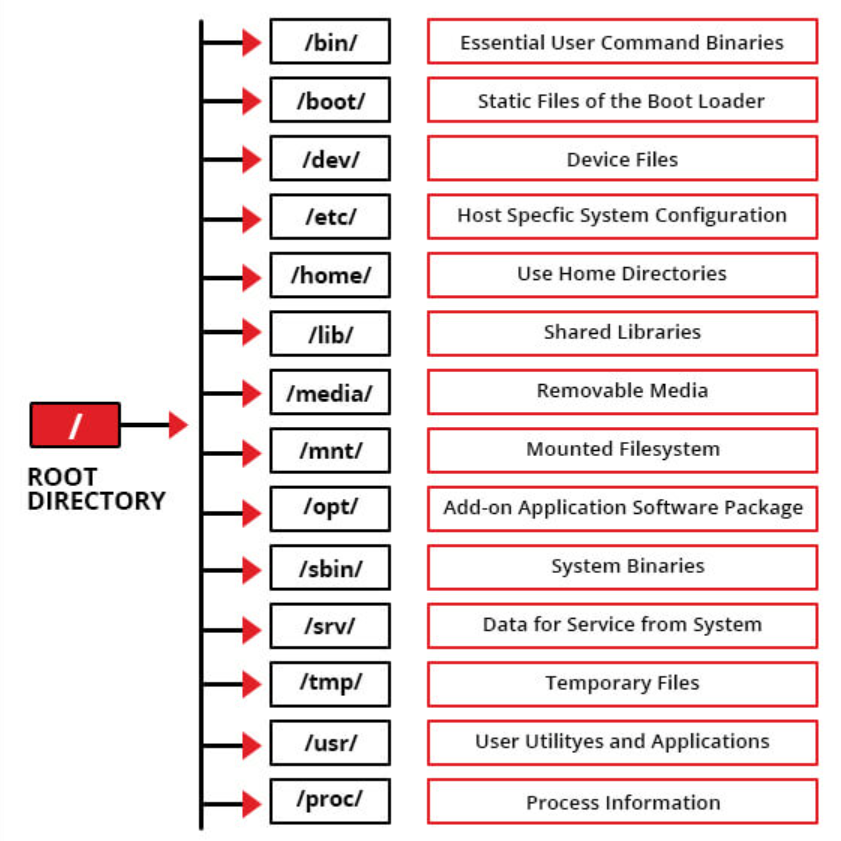 /bin/ Essential User Command Binaries
/boot/ Static Files of the Boot Loader
/dev/ Device Files
/etc/ Host Specfic System Configuration
/home/ Use Home Directories
/lib/ Shared Libraries
/media/ Removable Media
/
ROOT
DIRECTORY
/mnt/ Mounted Filesystem
/opt/ Add-on Application Software Package
/sbin/ System Binaries
/srv/ Data for Service from System
/tmp/ Temporary Files
/usr/ User Utilityes and Applications
/proc/ Process Information